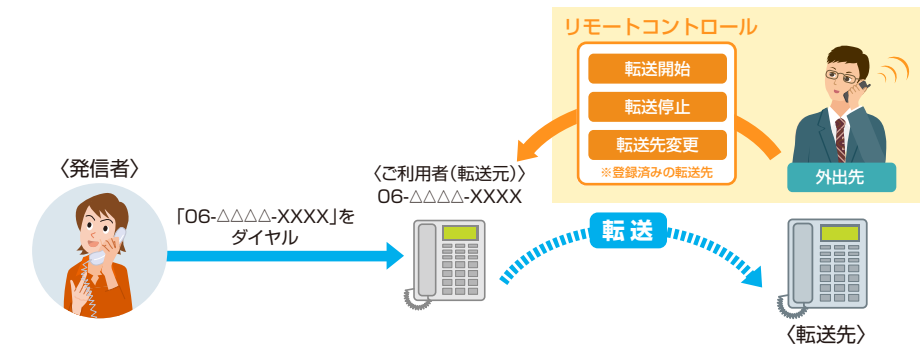 リモートコントロール
転送開始
転送停止
転送先変更
※登録済みの転送先
外出先
〈発信者〉
「06-△△△△-XXXX」を
ダイヤル
〈ご利用者(転送元)〉
06-△△△△-XXXX
転送
〈転送先〉